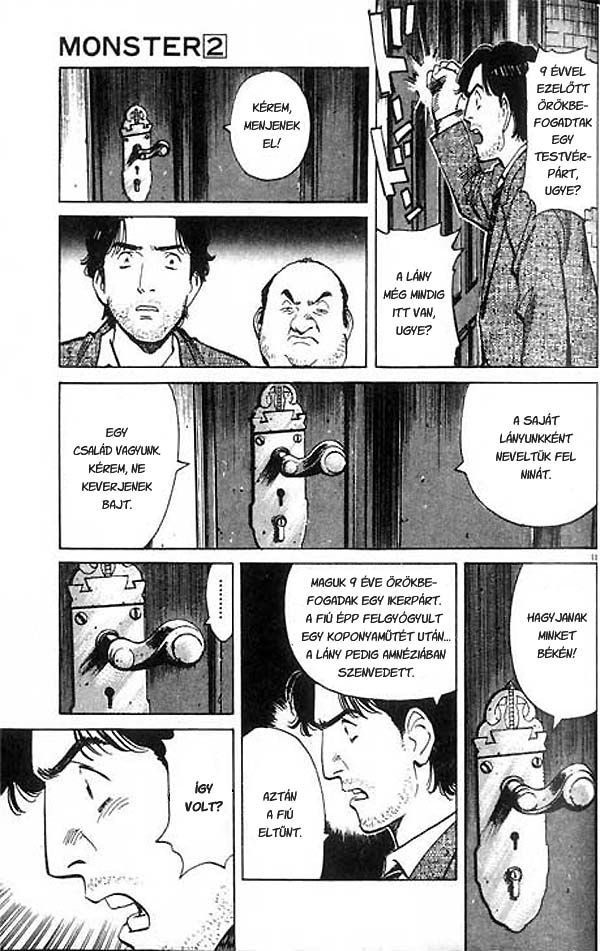 MONSTER 2
9 ÉVVEL
EZELŐTT
ÖRÖKBE-
FOGADTAK
EGY
TESTVÉR-
PÁRT,
UGYE?
A LÁNY
MÉG MINDIG
ITT VAN,
UGYE?
KÉREM,
MENJENEK
EL!
A SAJÁT
LÁNYUNKKÉNT
NEVELTÜK FEL
NINÁT.
EGY
CSALÁD VAGYUNK.
KÉREM, NE
KEVERJENEK
BAJT.
11
HAGYJANAK
MINKET
BÉKÉN!
MAGUK 9 ÉVE ÖRÖKBE-
FOGADAK EGY IKERPÁRT.
A FIÚ ÉPP FELGYÓGYULT
EGY KOPONYAMŰTÉT UTÁN...
A LÁNY PEDIG AMNÉZIÁBAN
SZENVEDETT.
AZTÁN
A FIÚ
ELTŰNT.
........
ÍGY
VOLT?